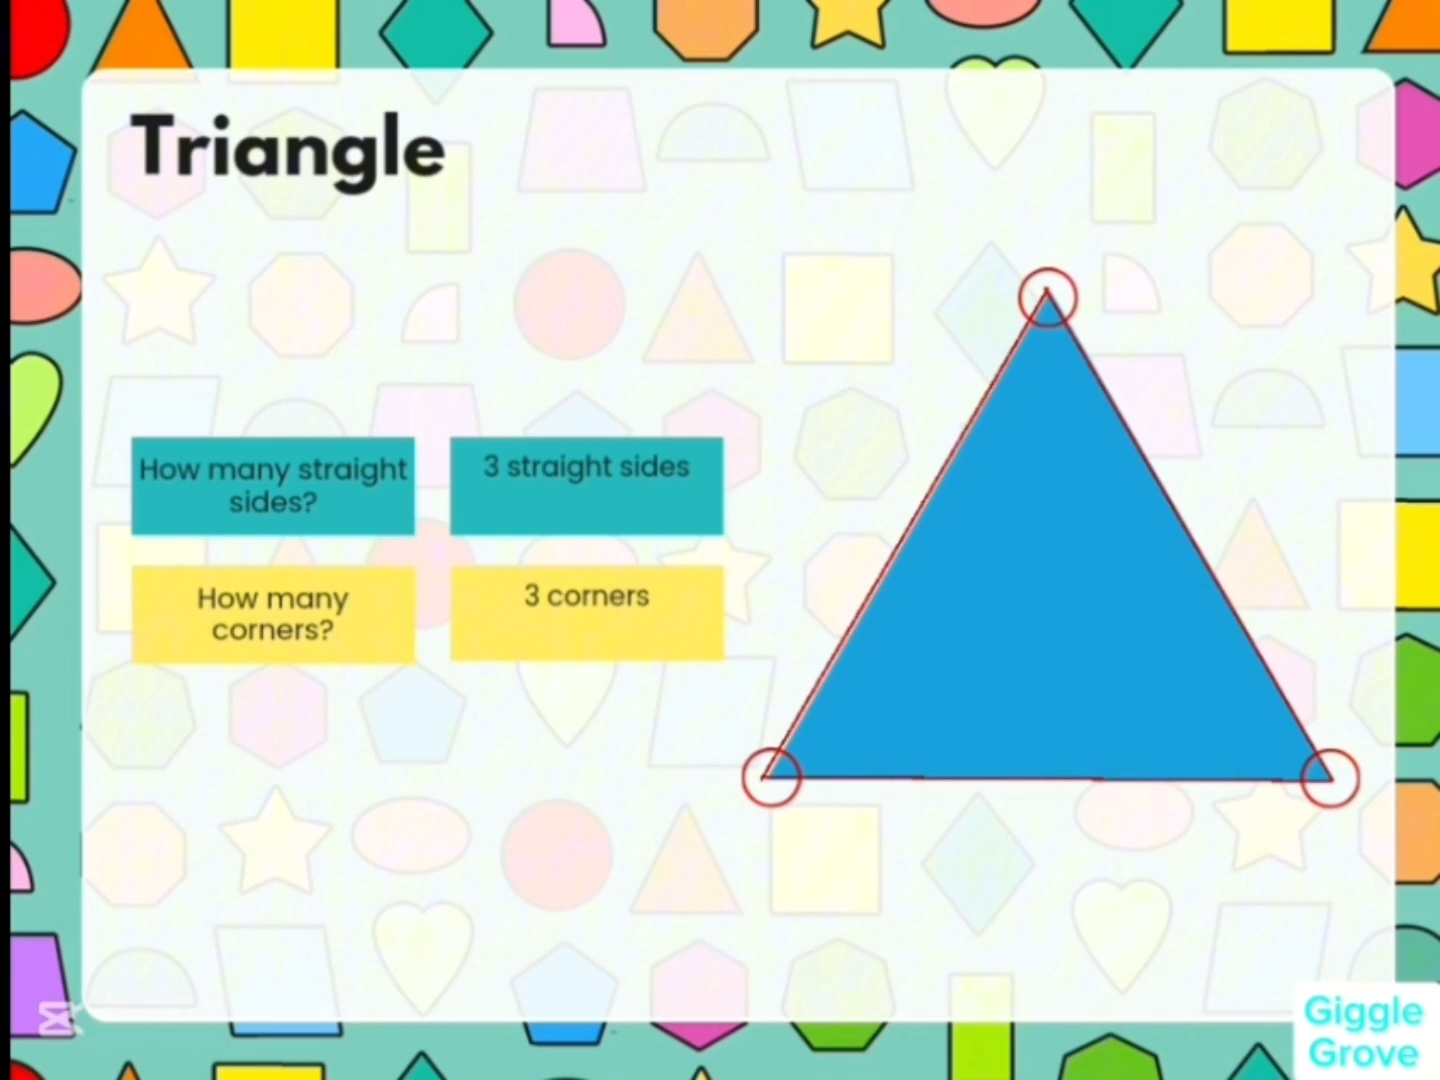 Triangle
How many straight
sides?
3 straight sides
How many
corners?
3 corners
Giggle
Grove